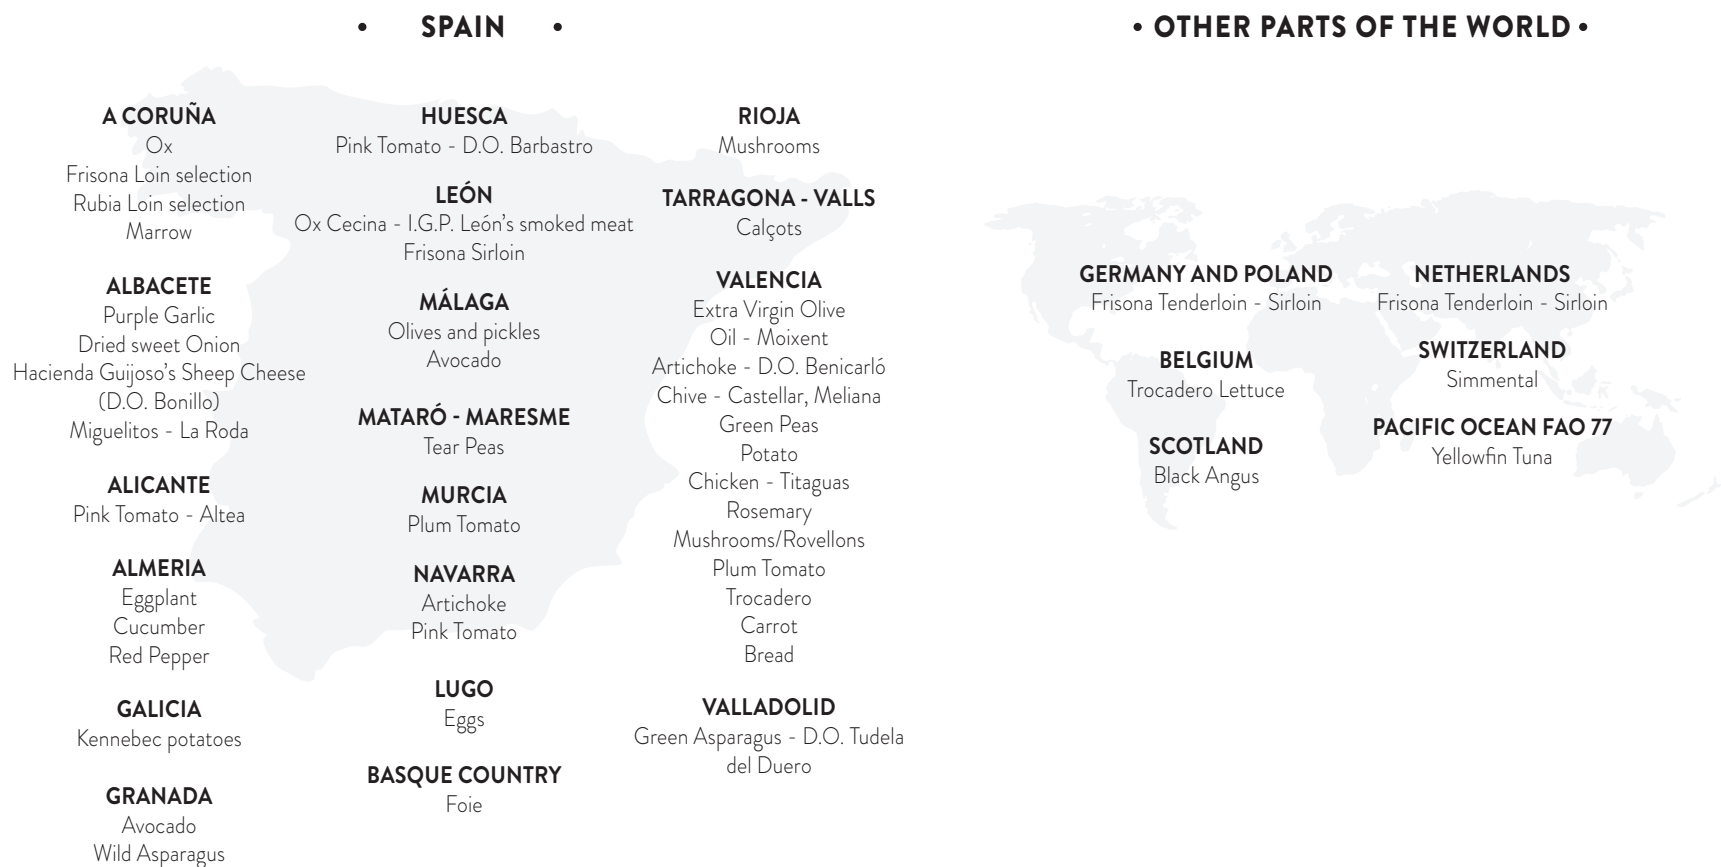 • SPAIN •
A CORUÑA
Ox
Frisona Loin selection
Rubia Loin selection
Marrow
ALBACETE
Purple Garlic
Dried sweet Onion
Hacienda Guijoso's Sheep Cheese
(D.O. Bonillo)
Miguelitos - La Roda
ALICANTE
Pink Tomato - Altea
ALMERIA
Eggplant
Cucumber
Red Pepper
GALICIA
Kennebec potatoes
GRANADA
Avocado
Wild Asparagus
HUESCA
Pink Tomato - D.O. Barbastro
LEÓN
Ox Cecina - I.G.P. León's smoked meat
Frisona Sirloin
MÁLAGA
Olives and pickles
Avocado
MATARÓ - MARESME
Tear Peas
MURCIA
Plum Tomato
NAVARRA
Artichoke
Pink Tomato
LUGO
Eggs
BASQUE COUNTRY
Foie
RIOJA
Mushrooms
TARRAGONA - VALLS
Calçots
VALENCIA
Extra Virgin Olive
Oil - Moixent
Artichoke - D.O. Benicarló
Chive - Castellar, Meliana
Green Peas
Potato
Chicken - Titaguas
Rosemary
Mushrooms/Rovellons
Plum Tomato
Trocadero
Carrot
Bread
VALLADOLID
Green Asparagus - D.O. Tudela
del Duero
• OTHER PARTS OF THE WORLD •
GERMANY AND POLAND
Frisona Tenderloin - Sirloin
BELGIUM
Trocadero Lettuce
SCOTLAND
Black Angus
NETHERLANDS
Frisona Tenderloin - Sirloin
SWITZERLAND
Simmental
PACIFIC OCEAN FAO 77
Yellowfin Tuna